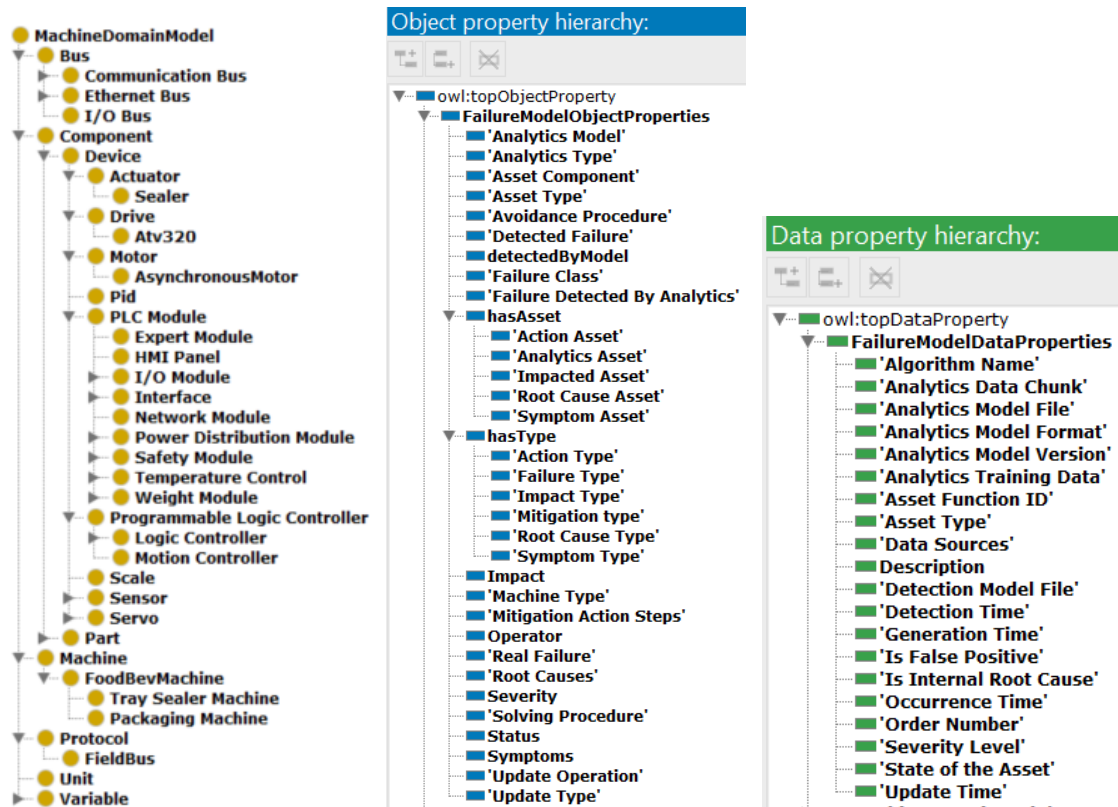 MachineDomainModel
Bus
Communication Bus
Ethernet Bus
I/O Bus
Component
Device
Actuator
Sealer
Drive
Atv320
Motor
AsynchronousMotor
Pid
PLC Module
Expert Module
HMI Panel
I/O Module
Interface
Network Module
Power Distribution Module
Safety Module
Temperature Control
Weight Module
Programmable Logic Controller
Logic Controller
Motion Controller
Scale
Sensor
Servo
Part
Machine
FoodBevMachine
Tray Sealer Machine
Packaging Machine
Protocol
FieldBus
Unit
Variable
Object property hierarchy:
owl:topObjectProperty
FailureModelObjectProperties
'Analytics Model'
'Analytics Type'
'Asset Component'
'Asset Type'
'Avoidance Procedure'
'Detected Failure'
detectedByModel
'Failure Class'
'Failure Detected By Analytics'
hasAsset
'Action Asset'
'Analytics Asset'
'Impacted Asset'
'Root Cause Asset'
'Symptom Asset'
hasType
'Action Type'
'Failure Type'
'Impact Type'
'Mitigation type'
'Root Cause Type'
'Symptom Type'
Impact
'Machine Type'
'Mitigation Action Steps'
Operator
'Real Failure'
'Root Causes'
Severity
'Solving Procedure'
Status
Symptoms
'Update Operation'
'Update Type'
Data property hierarchy:
owl:topDataProperty
FailureModelDataProperties
'Algorithm Name'
'Analytics Data Chunk'
'Analytics Model File'
'Analytics Model Format'
'Analytics Model Version'
'Analytics Training Data'
'Asset Function ID'
'Asset Type'
'Data Sources'
Description
'Detection Model File'
'Detection Time'
'Generation Time'
'Is False Positive'
'Is Internal Root Cause'
'Occurrence Time'
'Order Number'
'Severity Level'
'State of the Asset'
'Update Time'